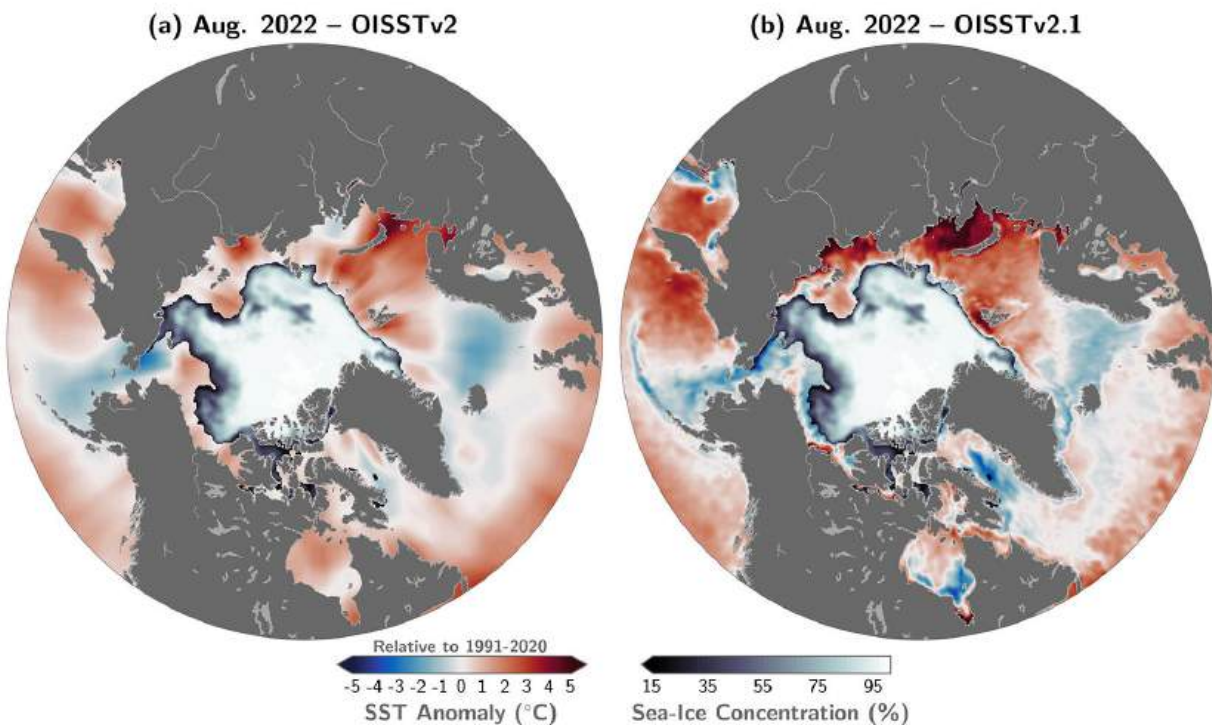 (a) Aug. 2022 – OISSTv2
(b) Aug. 2022 – OISSTv2.1
Relative to 1991-2020
-5 -4 -3 -2 -1 0 1 2 3 4 5
SST Anomaly (°C)
15 35 55 75 95
Sea-Ice Concentration (%)